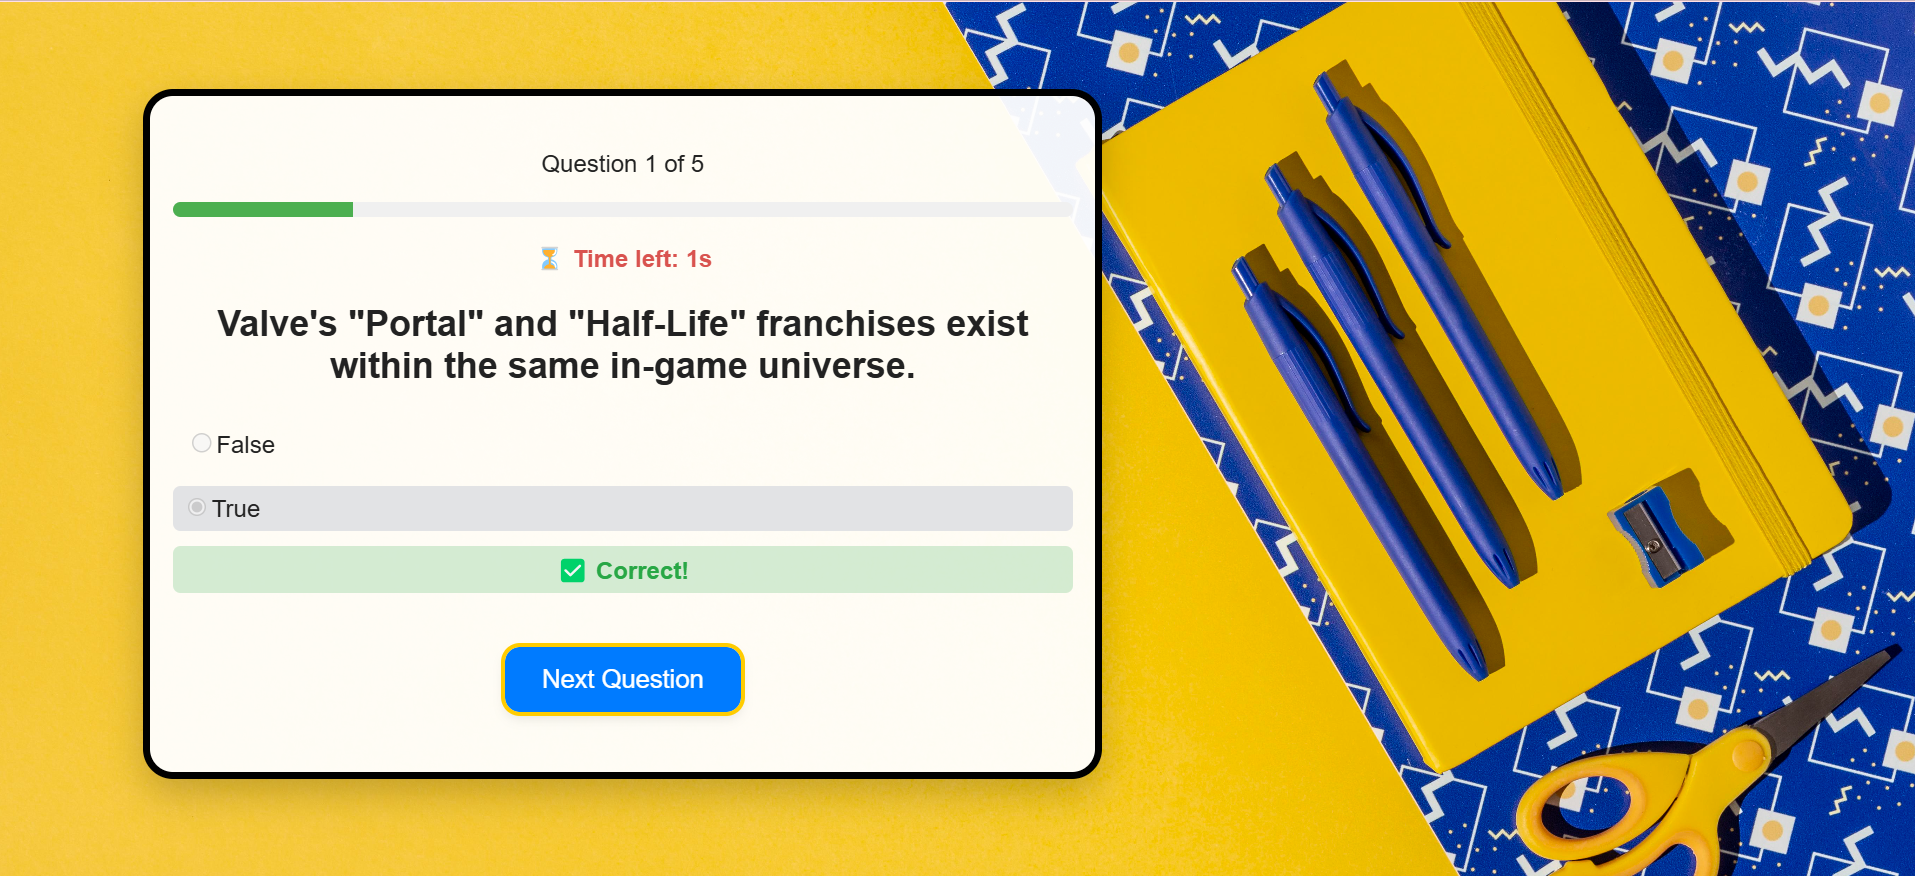 Question 1 of 5
⏳ Time left: 1s
Valve's "Portal" and "Half-Life" franchises exist
within the same in-game universe.
False
True
✅ Correct!
Next Question